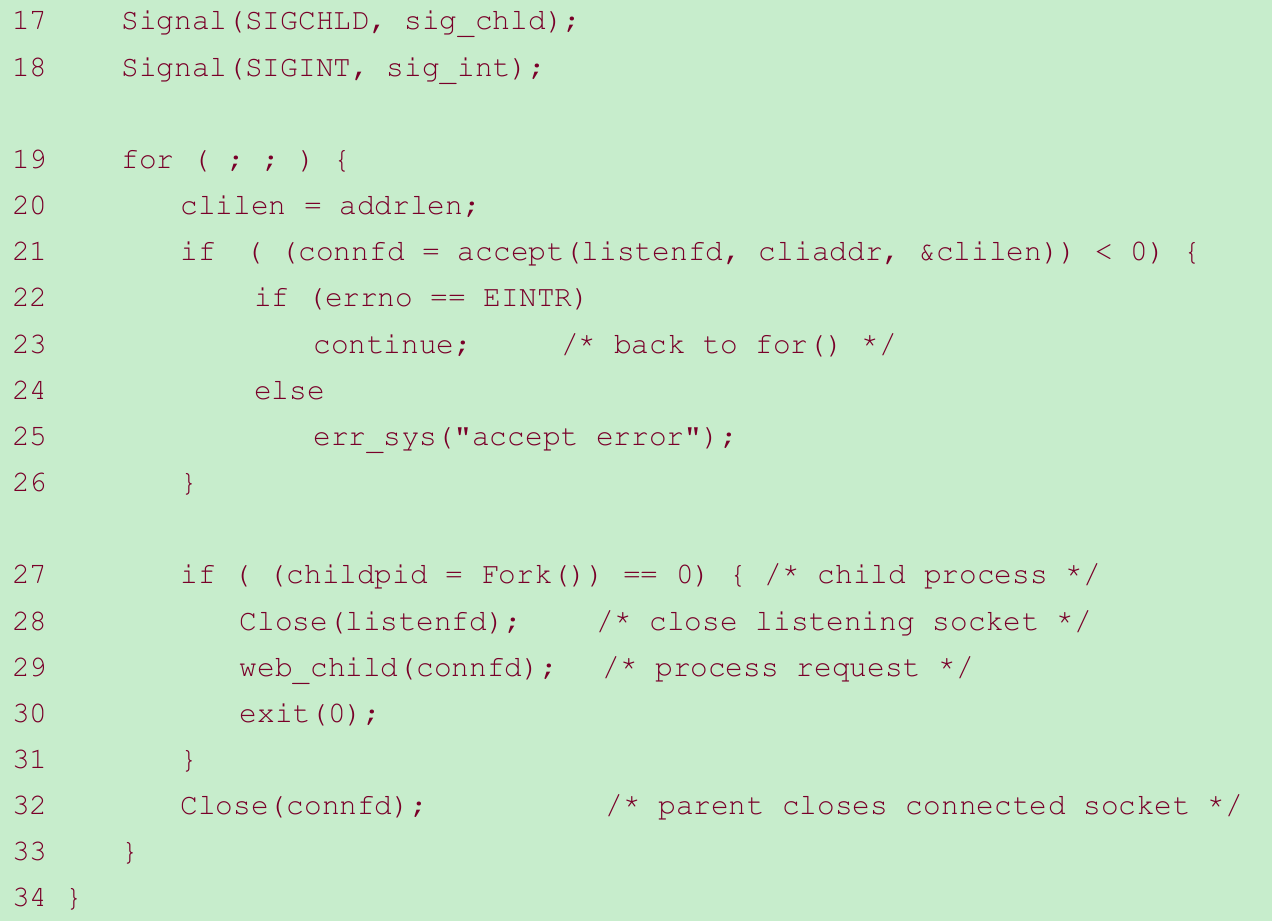 17    Signal(SIGCHLD, sig_chld);
18    Signal(SIGINT, sig_int);
19    for ( ; ; ) {
20        clilen = addrlen;
21        if  ( (connfd = accept(listenfd, cliaddr, &clilen)) < 0) {
22            if (errno == EINTR)
23                continue;     /* back to for() */
24            else
25                err_sys("accept error");
26        }
27        if ( (childpid = Fork()) == 0) { /* child process */
28            Close(listenfd);    /* close listening socket */
29            web_child(connfd);   /* process request */
30            exit(0);
31        }
32        Close(connfd);          /* parent closes connected socket */
33    }
34 }